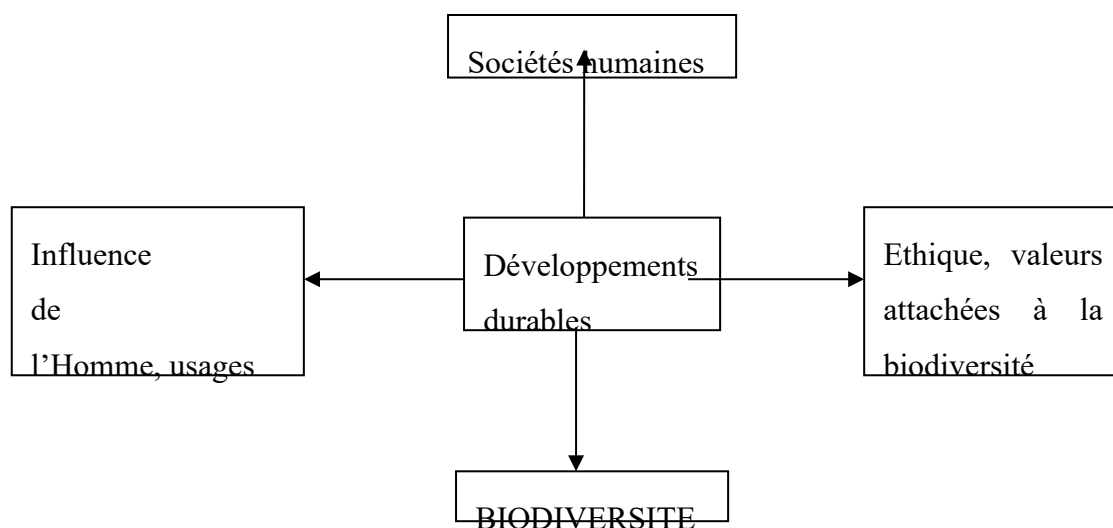 Sociétés humaines
Influence
de
l’Homme, usages
Développements
durables
Ethique, valeurs
attachées à la
biodiversité
BIODIVERSITE